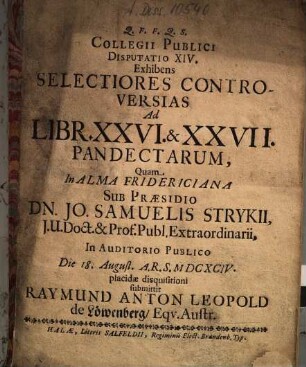 Q. F. F. Q. S.
COLLEGII PUBLICI
DISPUTATIO XIV.
Exhibens
SELECTIORES CONTRO-
VERSIAS
Ad
LIBR. XXVI. & XXVII.
PANDECTARUM,
Quam
In ALMA FRIDERICIANA
SUB PRÆSIDIO
DN. JO. SAMUELIS STRYKII,
J.U. Doct. & Prof. Publ. Extraordinarii,
In AUDITORIO PUBLICO
Die 18. August. A.R.S. MDCXCIV.
placidæ disquisitioni
submittit
RAYMUND ANTON LEOPOLD
de Löwenberg/ Eqv. Austr.
HALÆ, Literis SALFELDII, Regiminis Elect. Brandenb. Typ.